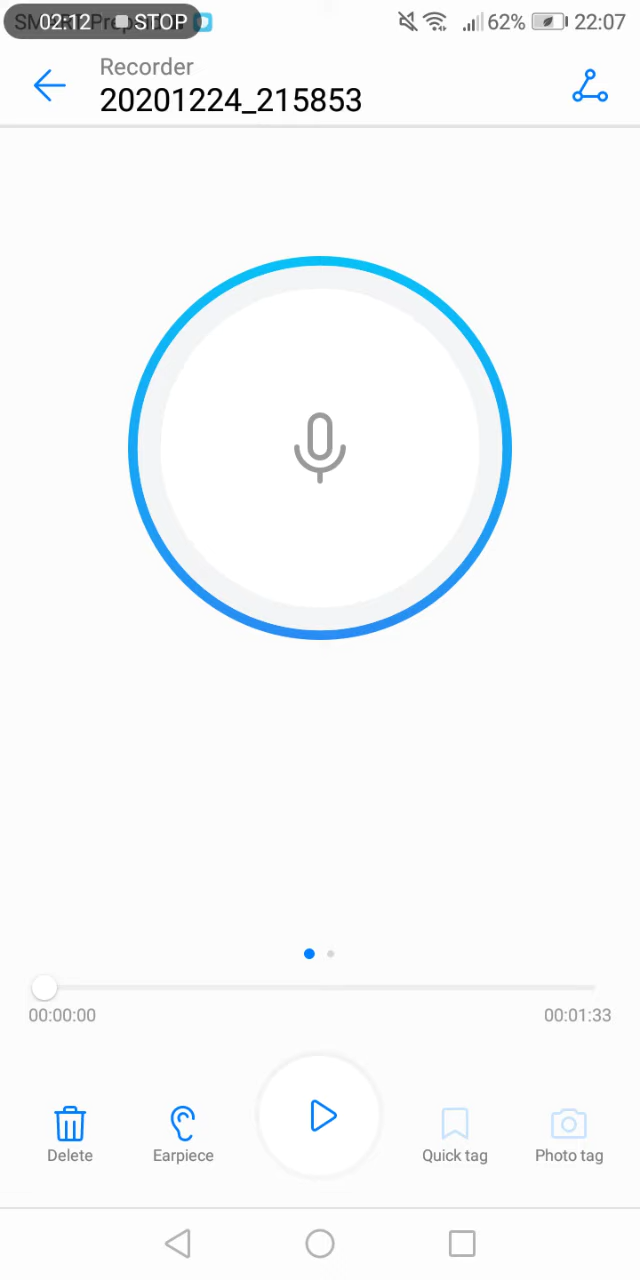 02:12 STOP
62% 22:07
Recorder
20201224_215853
00:00:00 00:01:33
Delete Earpiece Quick tag Photo tag